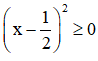 (x − 1/2)² ≥ 0